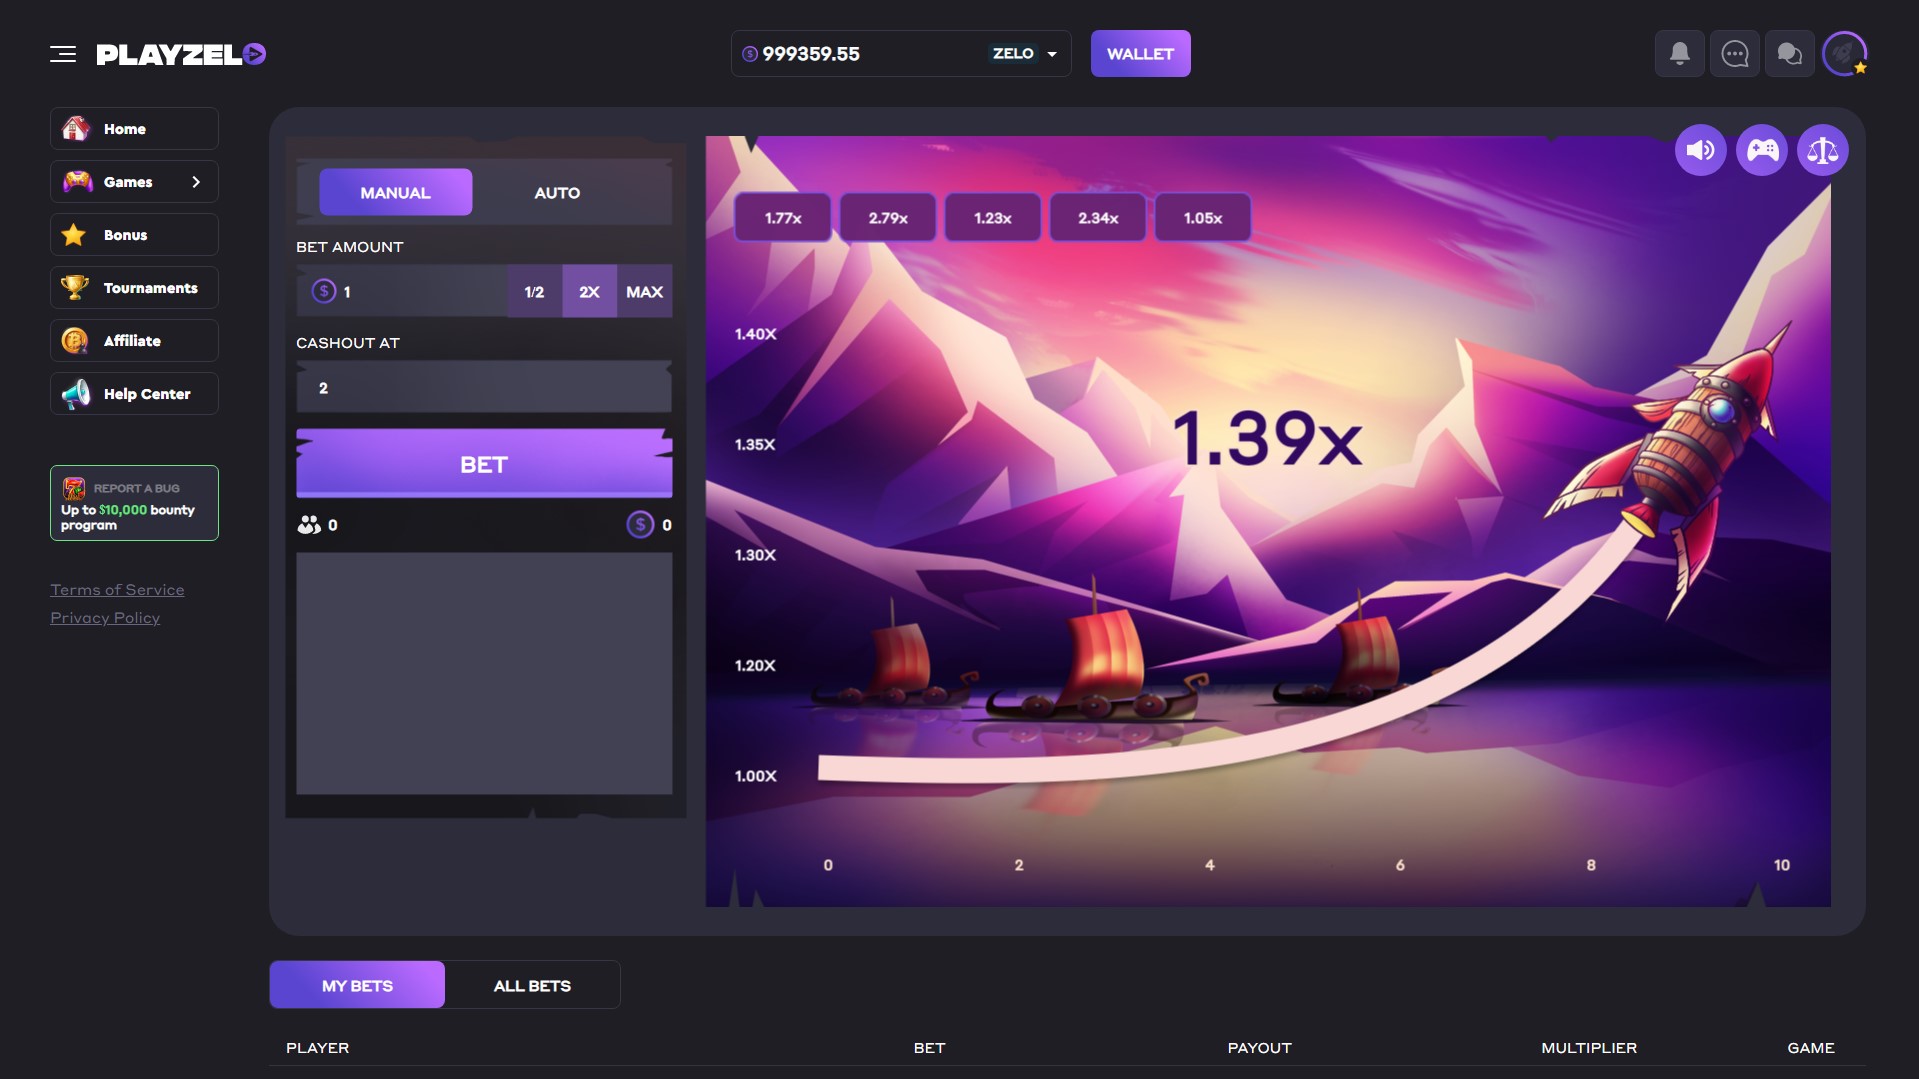 PLAYZELO
999359.55
ZELO
WALLET
Home
Games
Bonus
Tournaments
Affiliate
Help Center
REPORT A BUG
Up to $10,000 bounty
program
Terms of Service
Privacy Policy
MANUAL
AUTO
BET AMOUNT
1
1/2
2X
MAX
CASHOUT AT
2
BET
0
0
1.77x
2.79x
1.23x
2.34x
1.05x
1.39x
1.40X
1.35X
1.30X
1.20X
1.00X
0 2 4 6 8 10
MY BETS
ALL BETS
PLAYER BET PAYOUT MULTIPLIER GAME